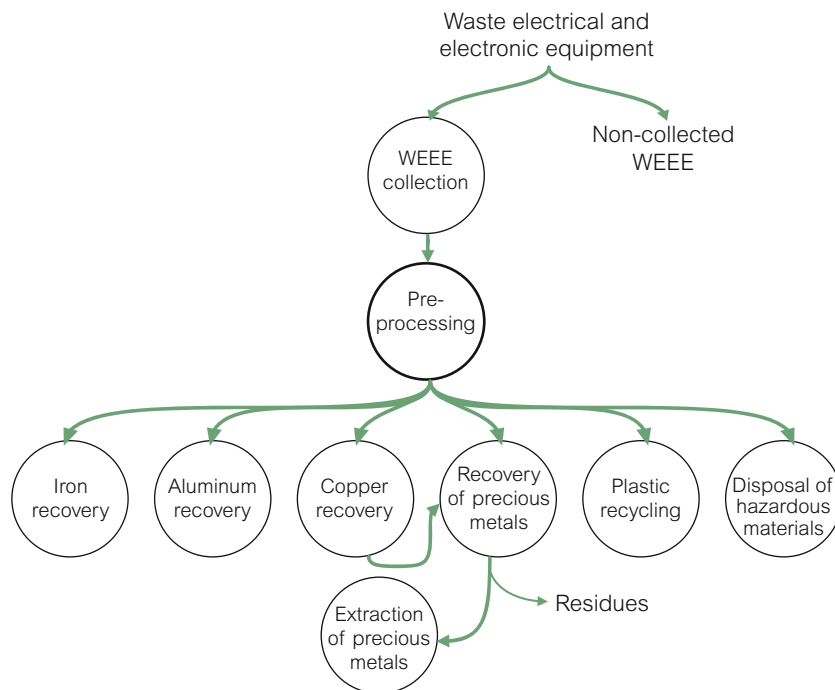 Waste electrical and
electronic equipment
Non-collected
WEEE
WEEE
collection
Pre-
processing
Iron
recovery
Aluminum
recovery
Copper
recovery
Recovery
of precious
metals
Plastic
recycling
Disposal of
hazardous
materials
Extraction
of precious
metals
Residues